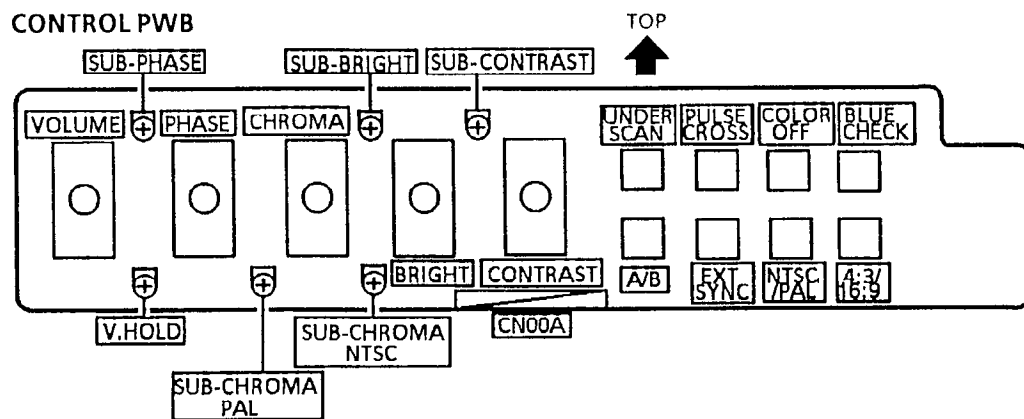 CONTROL PWB
TOP
SUB-PHASE
SUB-BRIGHT
SUB-CONTRAST
VOLUME
PHASE
CHROMA
UNDER
SCAN
PULSE
CROSS
COLOR
OFF
BLUE
CHECK
BRIGHT
CONTRAST
A/B
EXT
SYNC
NTSC
/PAL
4:3/
16:9
CN00A
V.HOLD
SUB-CHROMA
NTSC
SUB-CHROMA
PAL